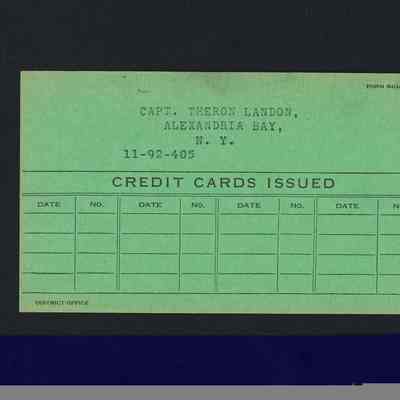 FORM
CAPT. THERON LANDON,
ALEXANDRIA BAY,
N. Y.
11-92-405
CREDIT CARDS ISSUED
DATE NO. DATE No. DATE No. DATE N
DISTRICT OFFICE